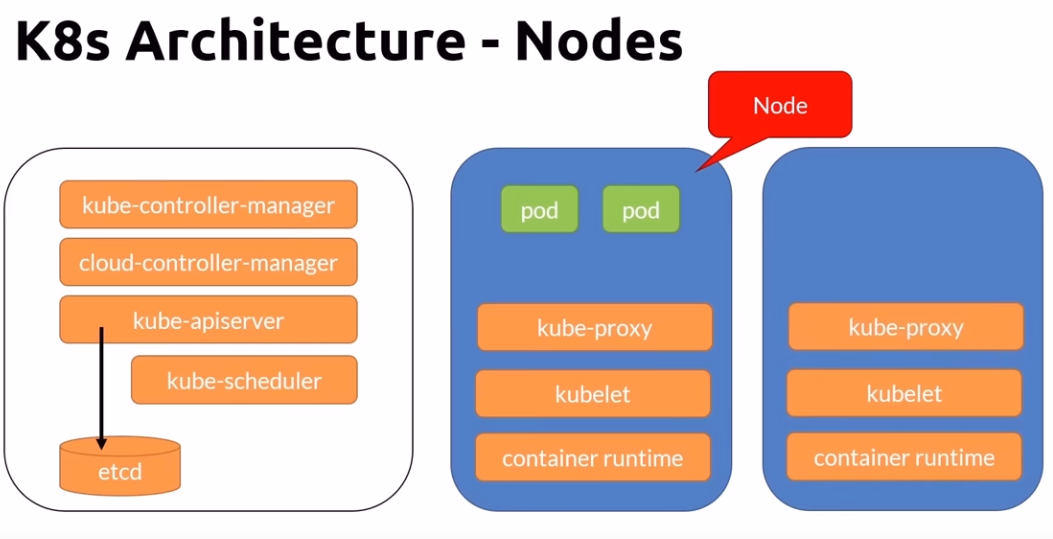 K8s Architecture - Nodes
Node
kube-controller-manager
cloud-controller-manager
kube-apiserver
kube-scheduler
etcd
pod
pod
kube-proxy
kubelet
container runtime
kube-proxy
kubelet
container runtime